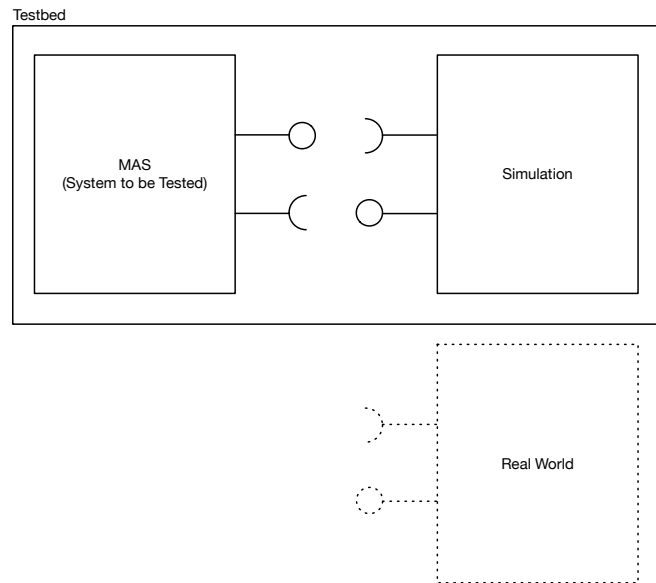 Testbed
MAS
(System to be Tested)
Simulation
Real World